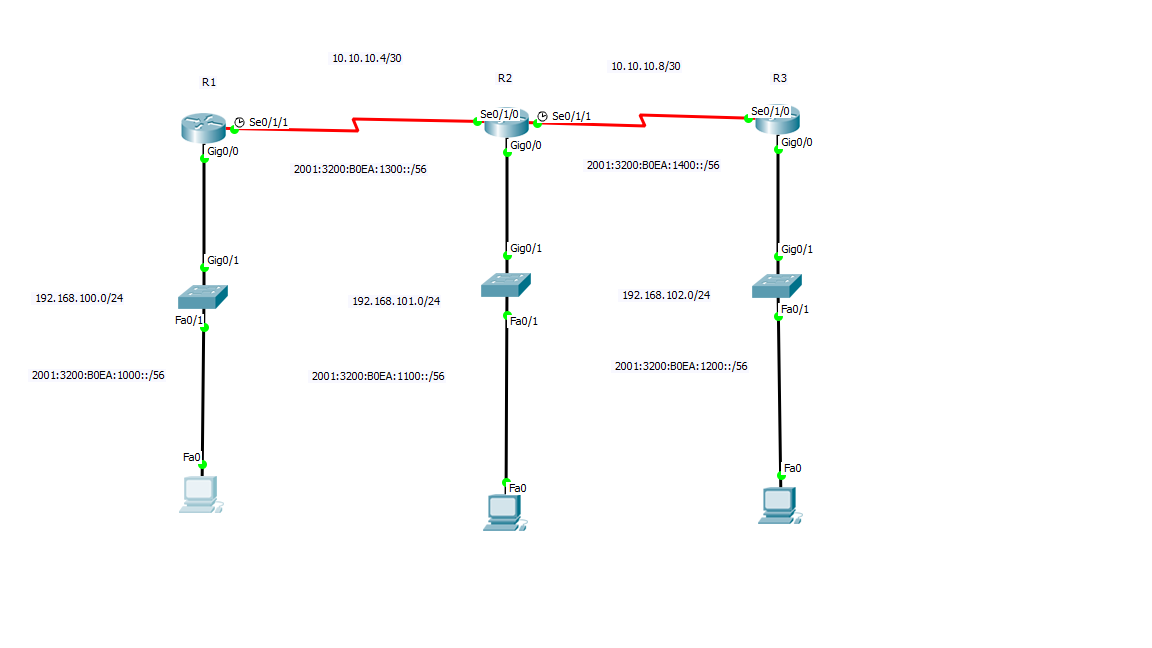 10.10.10.4/30
10.10.10.8/30
R1
R2
R3
Se0/1/1
Se0/1/0
Se0/1/1
Se0/1/0
Gig0/0
Gig0/0
Gig0/0
2001:3200:B0EA:1300::/56
2001:3200:B0EA:1400::/56
Gig0/1
Gig0/1
Gig0/1
192.168.100.0/24
192.168.101.0/24
192.168.102.0/24
Fa0/1
Fa0/1
Fa0/1
2001:3200:B0EA:1000::/56
2001:3200:B0EA:1100::/56
2001:3200:B0EA:1200::/56
Fa0
Fa0
Fa0